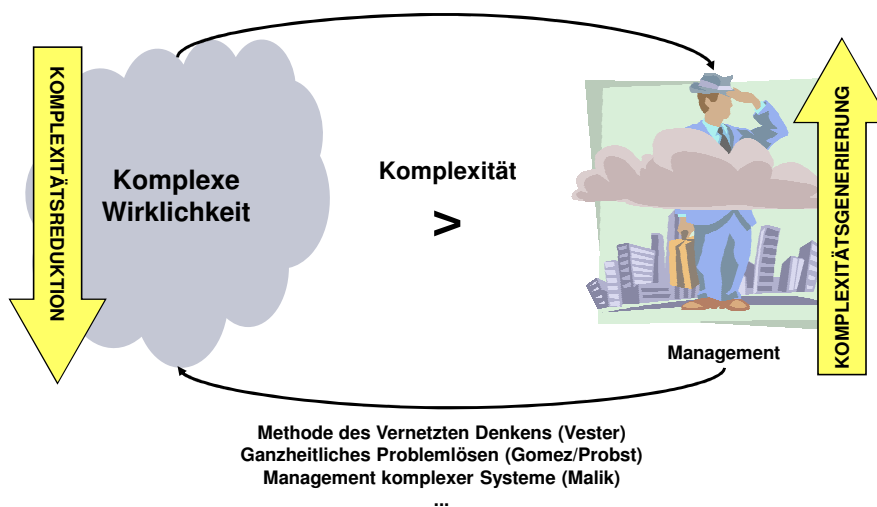 KOMPLEXITÄTSREDUKTION
Komplexe
Wirklichkeit
Komplexität
>
KOMPLEXITÄTSGENERIERUNG
Management
Methode des Vernetzten Denkens (Vester)
Ganzheitliches Problemlösen (Gomez/Probst)
Management komplexer Systeme (Malik)
...